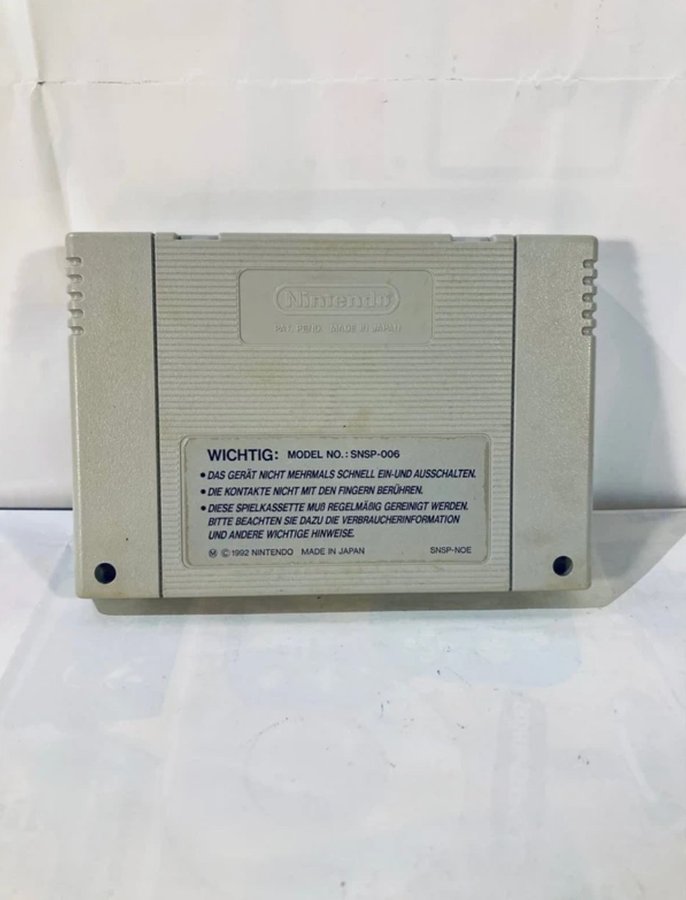 Nintendo
PAT. PEND. MADE IN JAPAN
WICHTIG: MODEL NO.: SNSP-006
• DAS GERÄT NICHT MEHRMALS SCHNELL EIN-UND AUSSCHALTEN.
• DIE KONTAKTE NICHT MIT DEN FINGERN BERÜHREN.
• DIESE SPIELKASSETTE MUß REGELMÄßIG GEREINIGT WERDEN.
BITTE BEACHTEN SIE DAZU DIE VERBRAUCHERINFORMATION
UND ANDERE WICHTIGE HINWEISE.
Ⓜ ©1992 NINTENDO MADE IN JAPAN SNSP-NOE